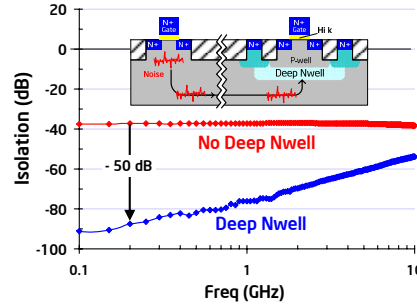 N+
Gate
N+
Gate
Hi k
N+
N+
N+
N+
N+
N+
P-well
Noise
Deep Nwell
20
0
-20
-40
-60
-80
-100
Isolation (dB)
No Deep Nwell
- 50 dB
Deep Nwell
0.1
1
10
Freq (GHz)